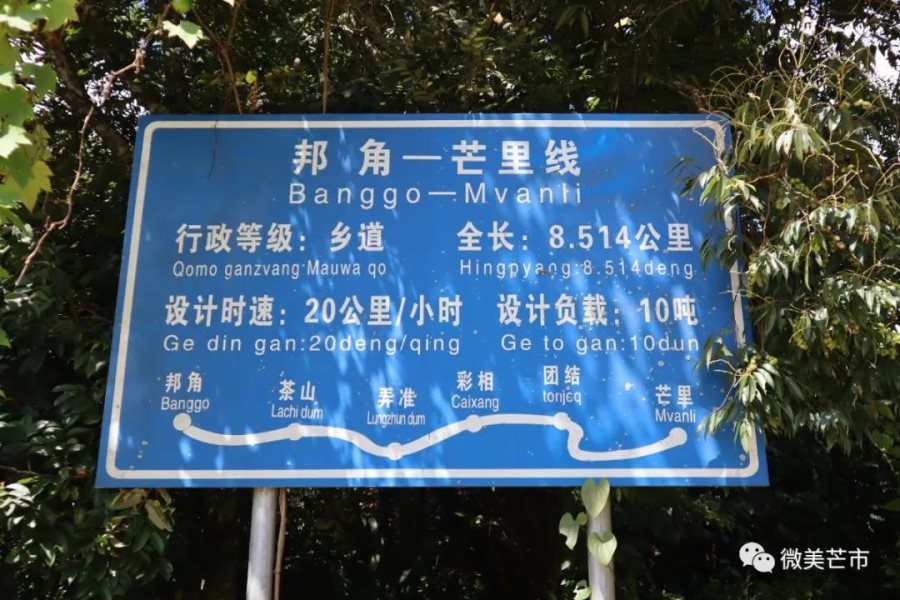 邦角—芒里线
Banggo—Mvanli
行政等级：乡道 全长：8.514公里
Qomo ganzvang:Mauwa qo Hingpyang:8.514deng
设计时速：20公里/小时 设计负载：10吨
Ge din gan:20deng/qing Ge to gan:10dun
邦角 茶山 弄准 彩相 团结 芒里
Banggo Lachi dum Lungzhun dum Caixang tonjɛq Mvanli
微美芒市